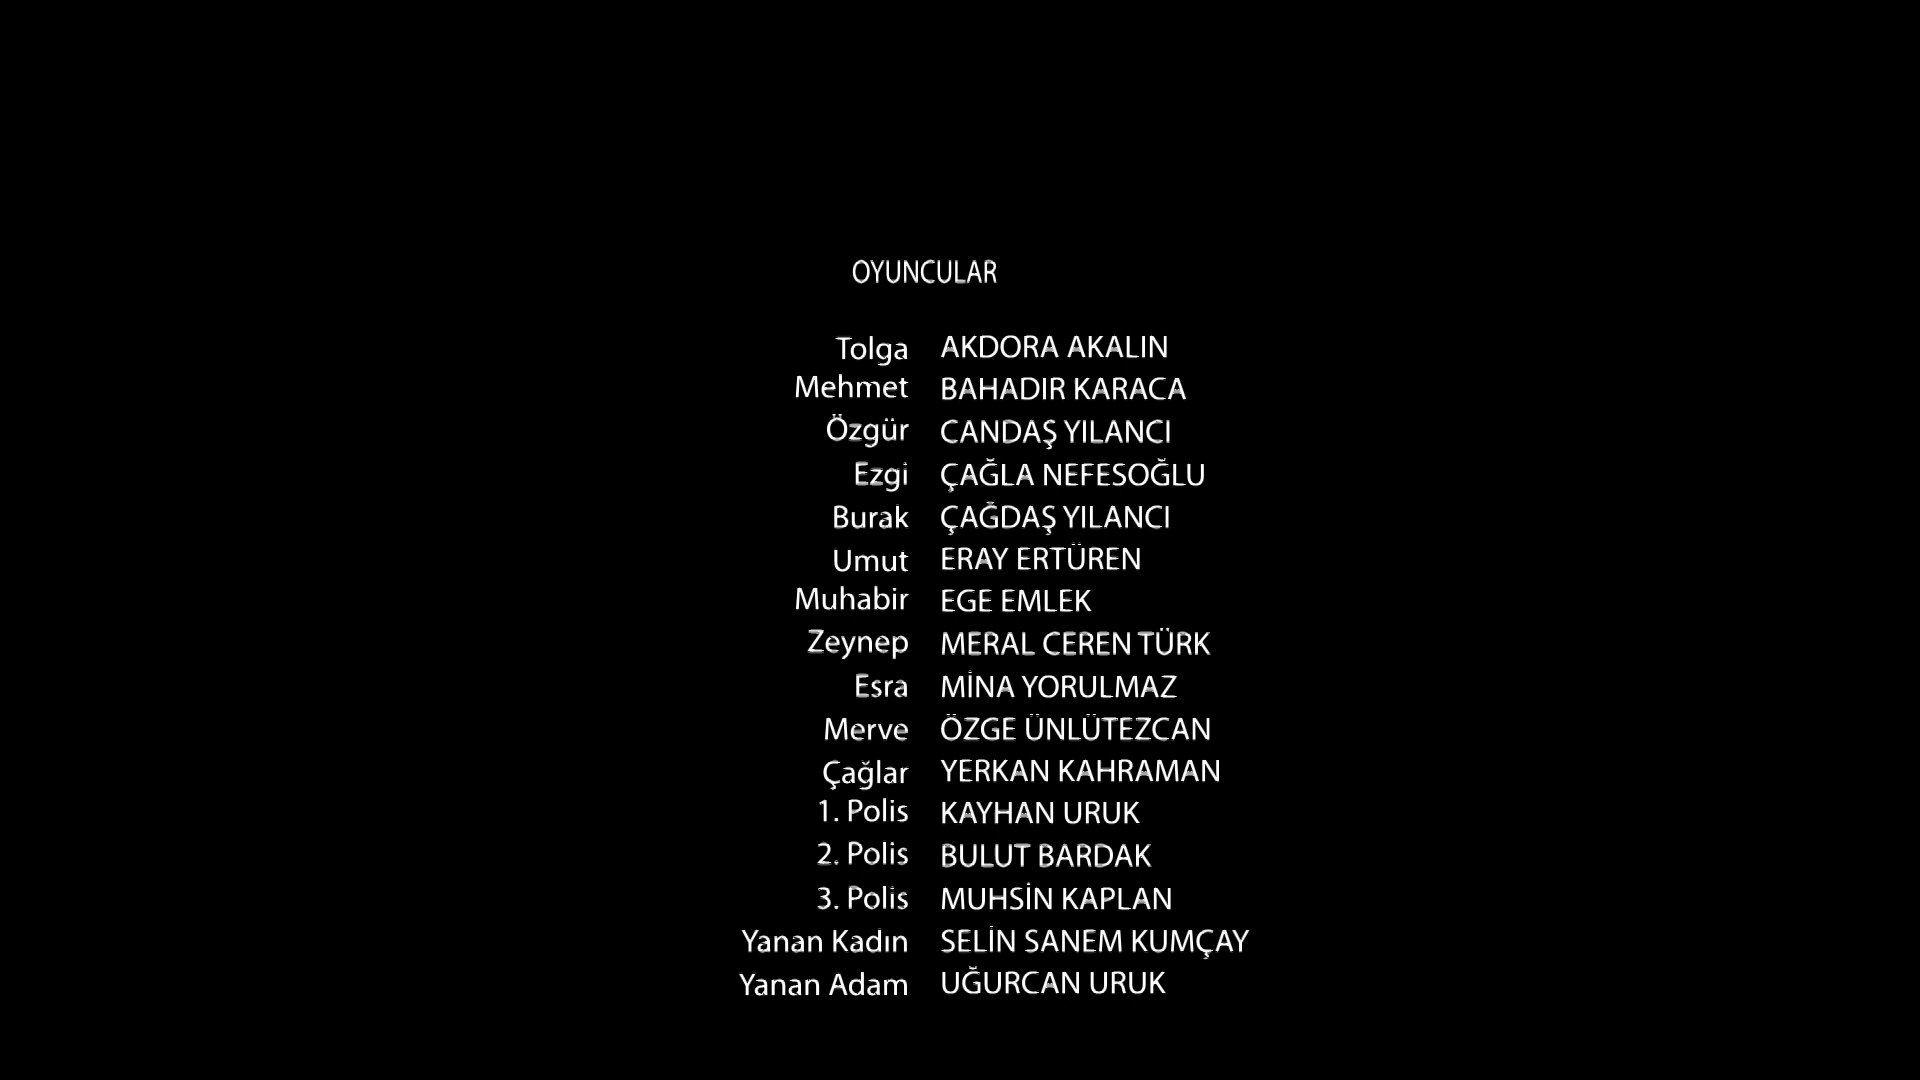 OYUNCULAR
Tolga AKDORA AKALIN
Mehmet BAHADIR KARACA
Özgür CANDAŞ YILANCI
Ezgi ÇAĞLA NEFESOĞLU
Burak ÇAĞDAŞ YILANCI
Umut ERAY ERTÜREN
Muhabir EGE EMLEK
Zeynep MERAL CEREN TÜRK
Esra MİNA YORULMAZ
Merve ÖZGE ÜNLÜTEZCAN
Çağlar YERKAN KAHRAMAN
1. Polis KAYHAN URUK
2. Polis BULUT BARDAK
3. Polis MUHSİN KAPLAN
Yanan Kadın SELİN SANEM KUMÇAY
Yanan Adam UĞURCAN URUK